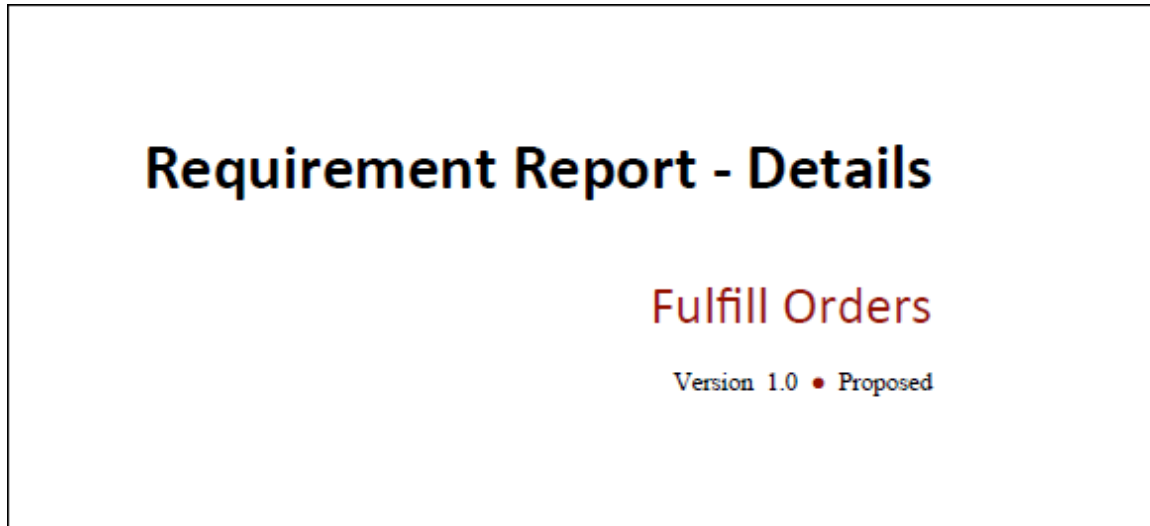 Requirement Report - Details
Fulfill Orders
Version 1.0 ● Proposed